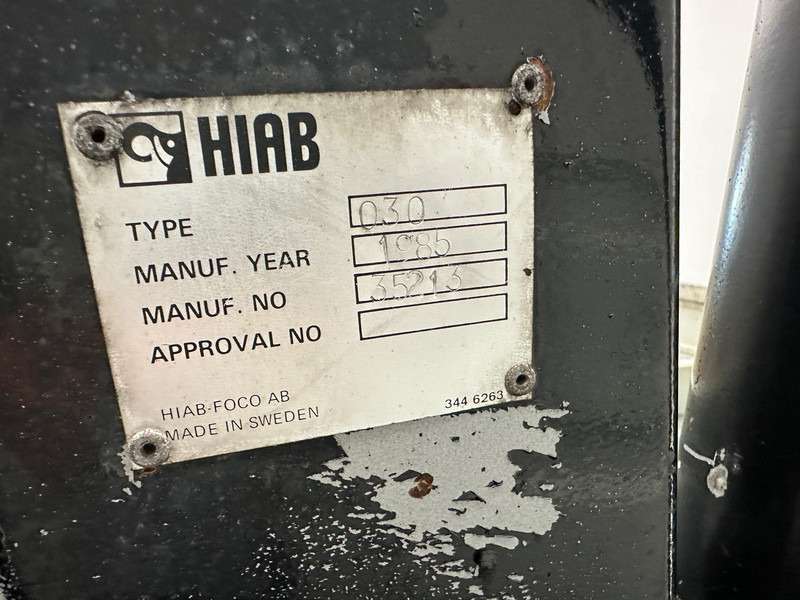 HIAB
TYPE 030
MANUF. YEAR 1985
MANUF. NO 35213
APPROVAL NO
HIAB-FOCO AB
MADE IN SWEDEN
344 6263